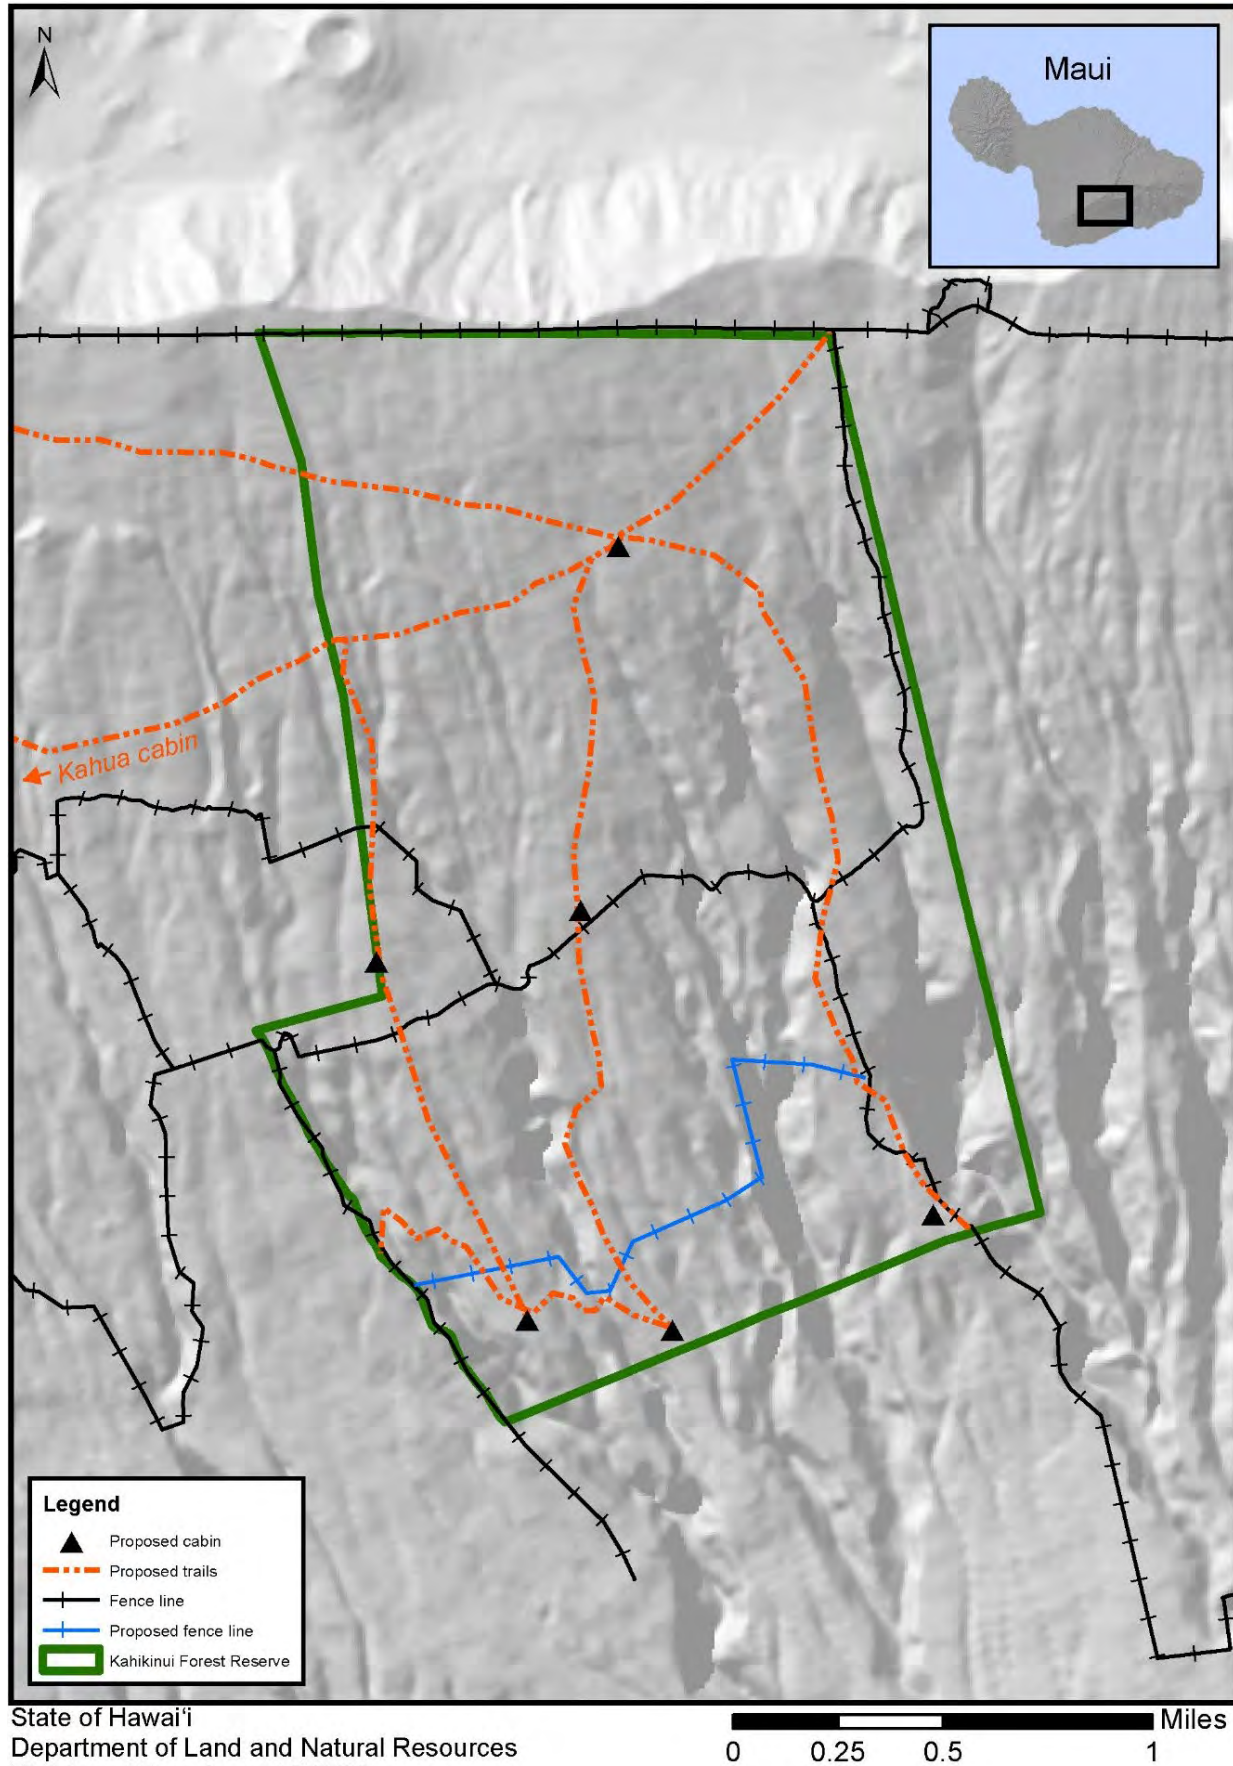 N
Maui
Kahua cabin
Legend
Proposed cabin
Proposed trails
Fence line
Proposed fence line
Kahikinui Forest Reserve
State of Hawai‘i
Department of Land and Natural Resources
Miles
0 0.25 0.5 1